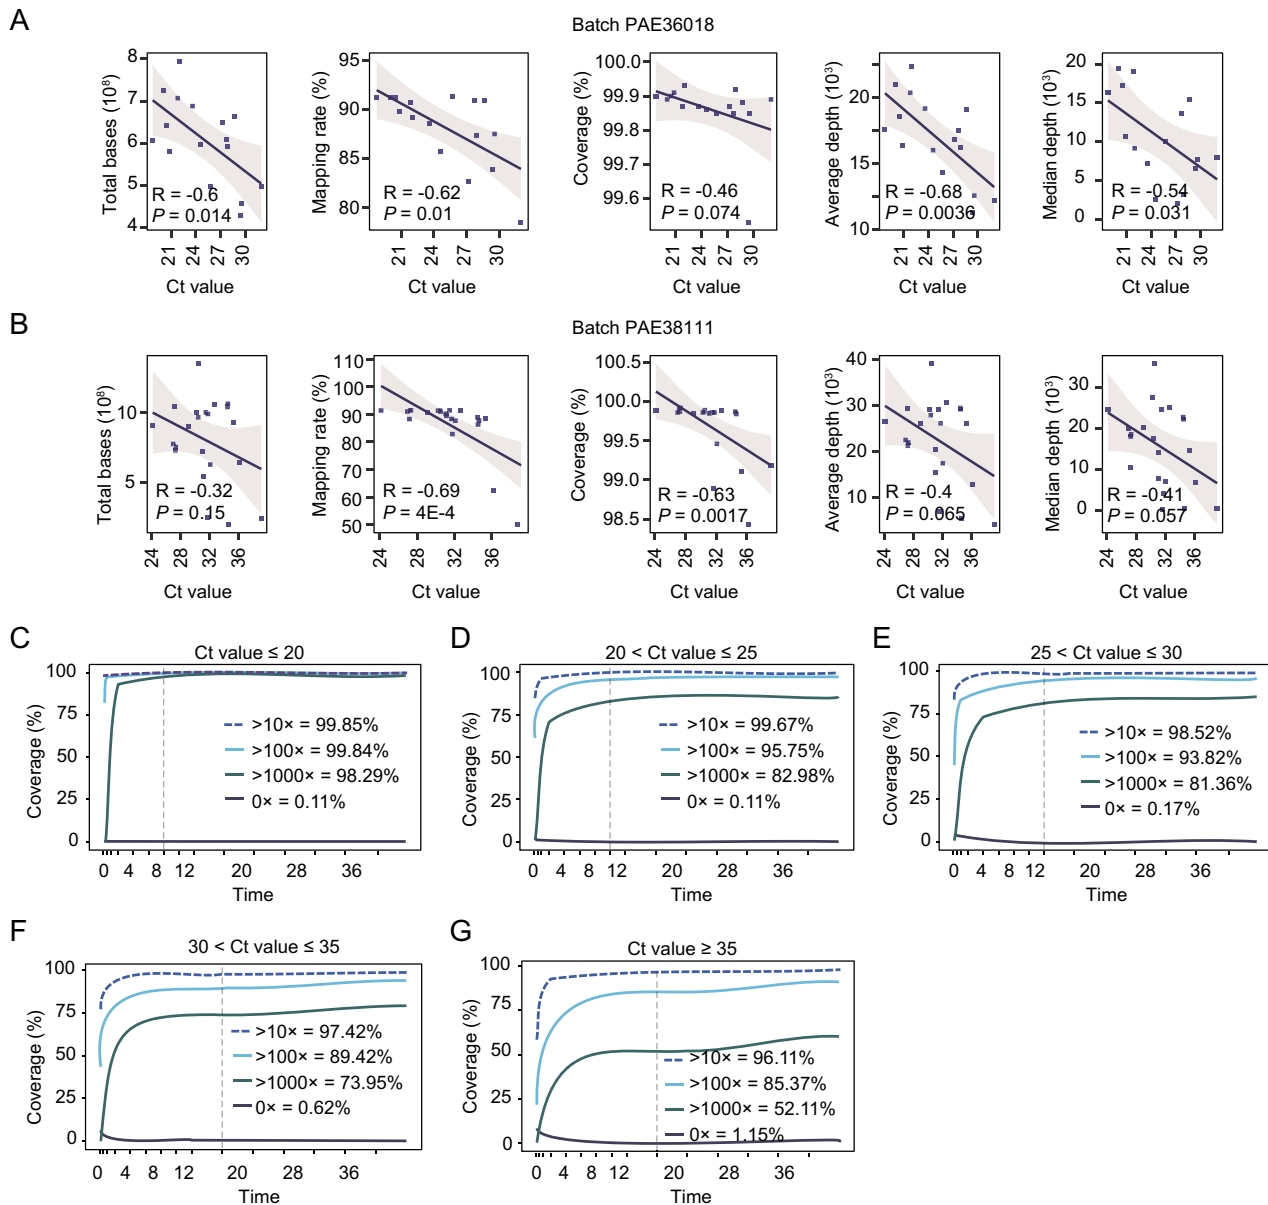 A
Batch PAE36018
Total bases (10⁸)
8
7
6
5
4
R = -0.6
P = 0.014
21
24
27
30
Ct value
Mapping rate (%)
95
90
85
80
R = -0.62
P = 0.01
21
24
27
30
Ct value
Coverage (%)
100.0
99.9
99.8
99.7
99.6
R = -0.46
P = 0.074
21
24
27
30
Ct value
Average depth (10³)
20
15
10
R = -0.68
P = 0.0036
21
24
27
30
Ct value
Median depth (10³)
20
15
10
5
0
R = -0.54
P = 0.031
21
24
27
30
Ct value
B
Batch PAE38111
Total bases (10⁸)
10
5
R = -0.32
P = 0.15
24
28
32
36
Ct value
Mapping rate (%)
110
100
90
80
70
60
50
R = -0.69
P = 4E-4
24
28
32
36
Ct value
Coverage (%)
100.5
100.0
99.5
99.0
98.5
R = -0.63
P = 0.0017
24
28
32
36
Ct value
Average depth (10³)
40
30
20
10
R = -0.4
P = 0.065
24
28
32
36
Ct value
Median depth (10³)
30
20
10
0
R = -0.41
P = 0.057
24
28
32
36
Ct value
C
Ct value ≤ 20
Coverage (%)
100
75
50
25
0
>10× = 99.85%
>100× = 99.84%
>1000× = 98.29%
0× = 0.11%
0 4 8 12 20 28 36
Time
D
20 < Ct value ≤ 25
Coverage (%)
100
75
50
25
0
>10× = 99.67%
>100× = 95.75%
>1000× = 82.98%
0× = 0.11%
0 4 8 12 20 28 36
Time
E
25 < Ct value ≤ 30
Coverage (%)
100
75
50
25
0
>10× = 98.52%
>100× = 93.82%
>1000× = 81.36%
0× = 0.17%
0 4 8 12 20 28 36
Time
F
30 < Ct value ≤ 35
Coverage (%)
100
75
50
25
0
>10× = 97.42%
>100× = 89.42%
>1000× = 73.95%
0× = 0.62%
0 4 8 12 20 28 36
Time
G
Ct value ≥ 35
Coverage (%)
100
75
50
25
0
>10× = 96.11%
>100× = 85.37%
>1000× = 52.11%
0× = 1.15%
0 4 8 12 20 28 36
Time